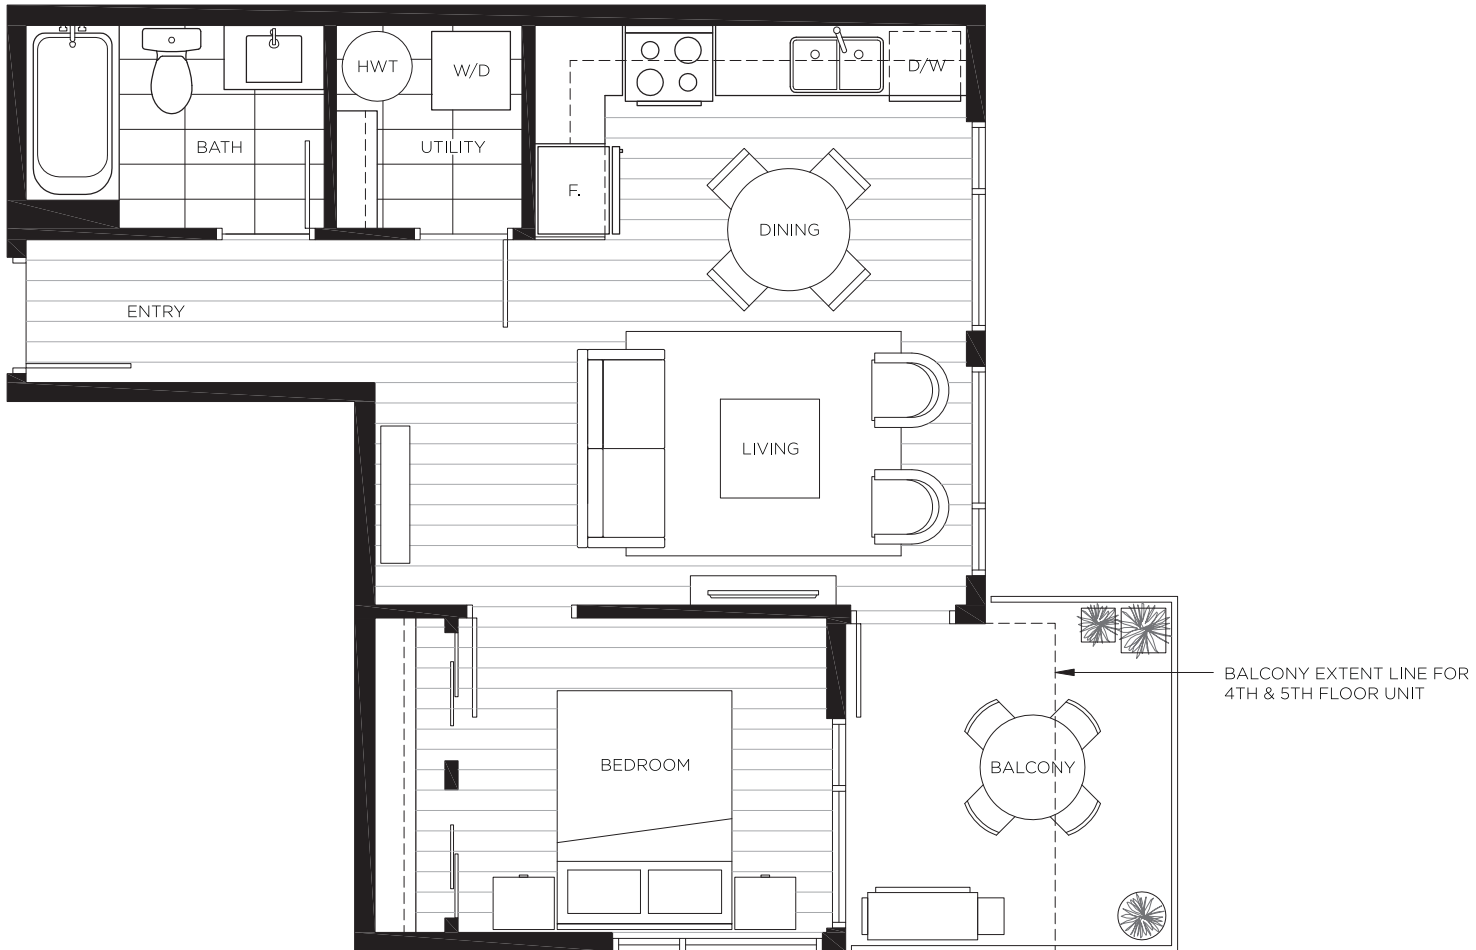 HWT
W/D
D/W
BATH
UTILITY
F.
DINING
ENTRY
LIVING
BALCONY EXTENT LINE FOR
4TH & 5TH FLOOR UNIT
BEDROOM
BALCONY